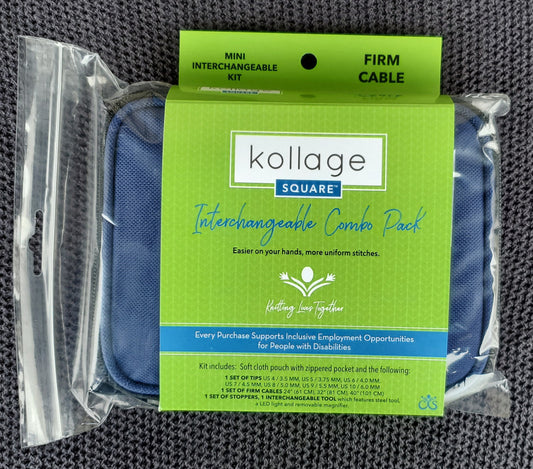 MINI
INTERCHANGEABLE
KIT
FIRM
CABLE
kollage
SQUARE™
Interchangeable Combo Pack
Easier on your hands, more uniform stitches.
Knitting Lives Together
Every Purchase Supports Inclusive Employment Opportunities
for People with Disabilities
Kit includes: Soft cloth pouch with zippered pocket and the following:
1 SET OF TIPS US 4 / 3.5 MM, US 5 / 3.75 MM, US 6 / 4.0 MM,
US 7 / 4.5 MM, US 8 / 5.0 MM, US 9 / 5.5 MM, US 10 / 6.0 MM
1 SET OF FIRM CABLES 24" (61 CM), 32" (81 CM), 40" (101 CM)
1 SET OF STOPPERS, 1 INTERCHANGEABLE TOOL which features steel tool,
a LED light and removable magnifier.